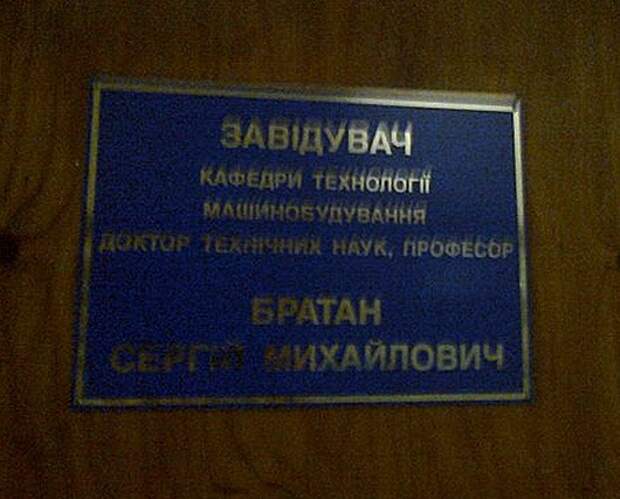 ЗАВІДУВАЧ
КАФЕДРИ ТЕХНОЛОГІЇ
МАШИНОБУДУВАННЯ
ДОКТОР ТЕХНІЧНИХ НАУК, ПРОФЕСОР
БРАТАН
СЕРГІЙ МИХАЙЛОВИЧ